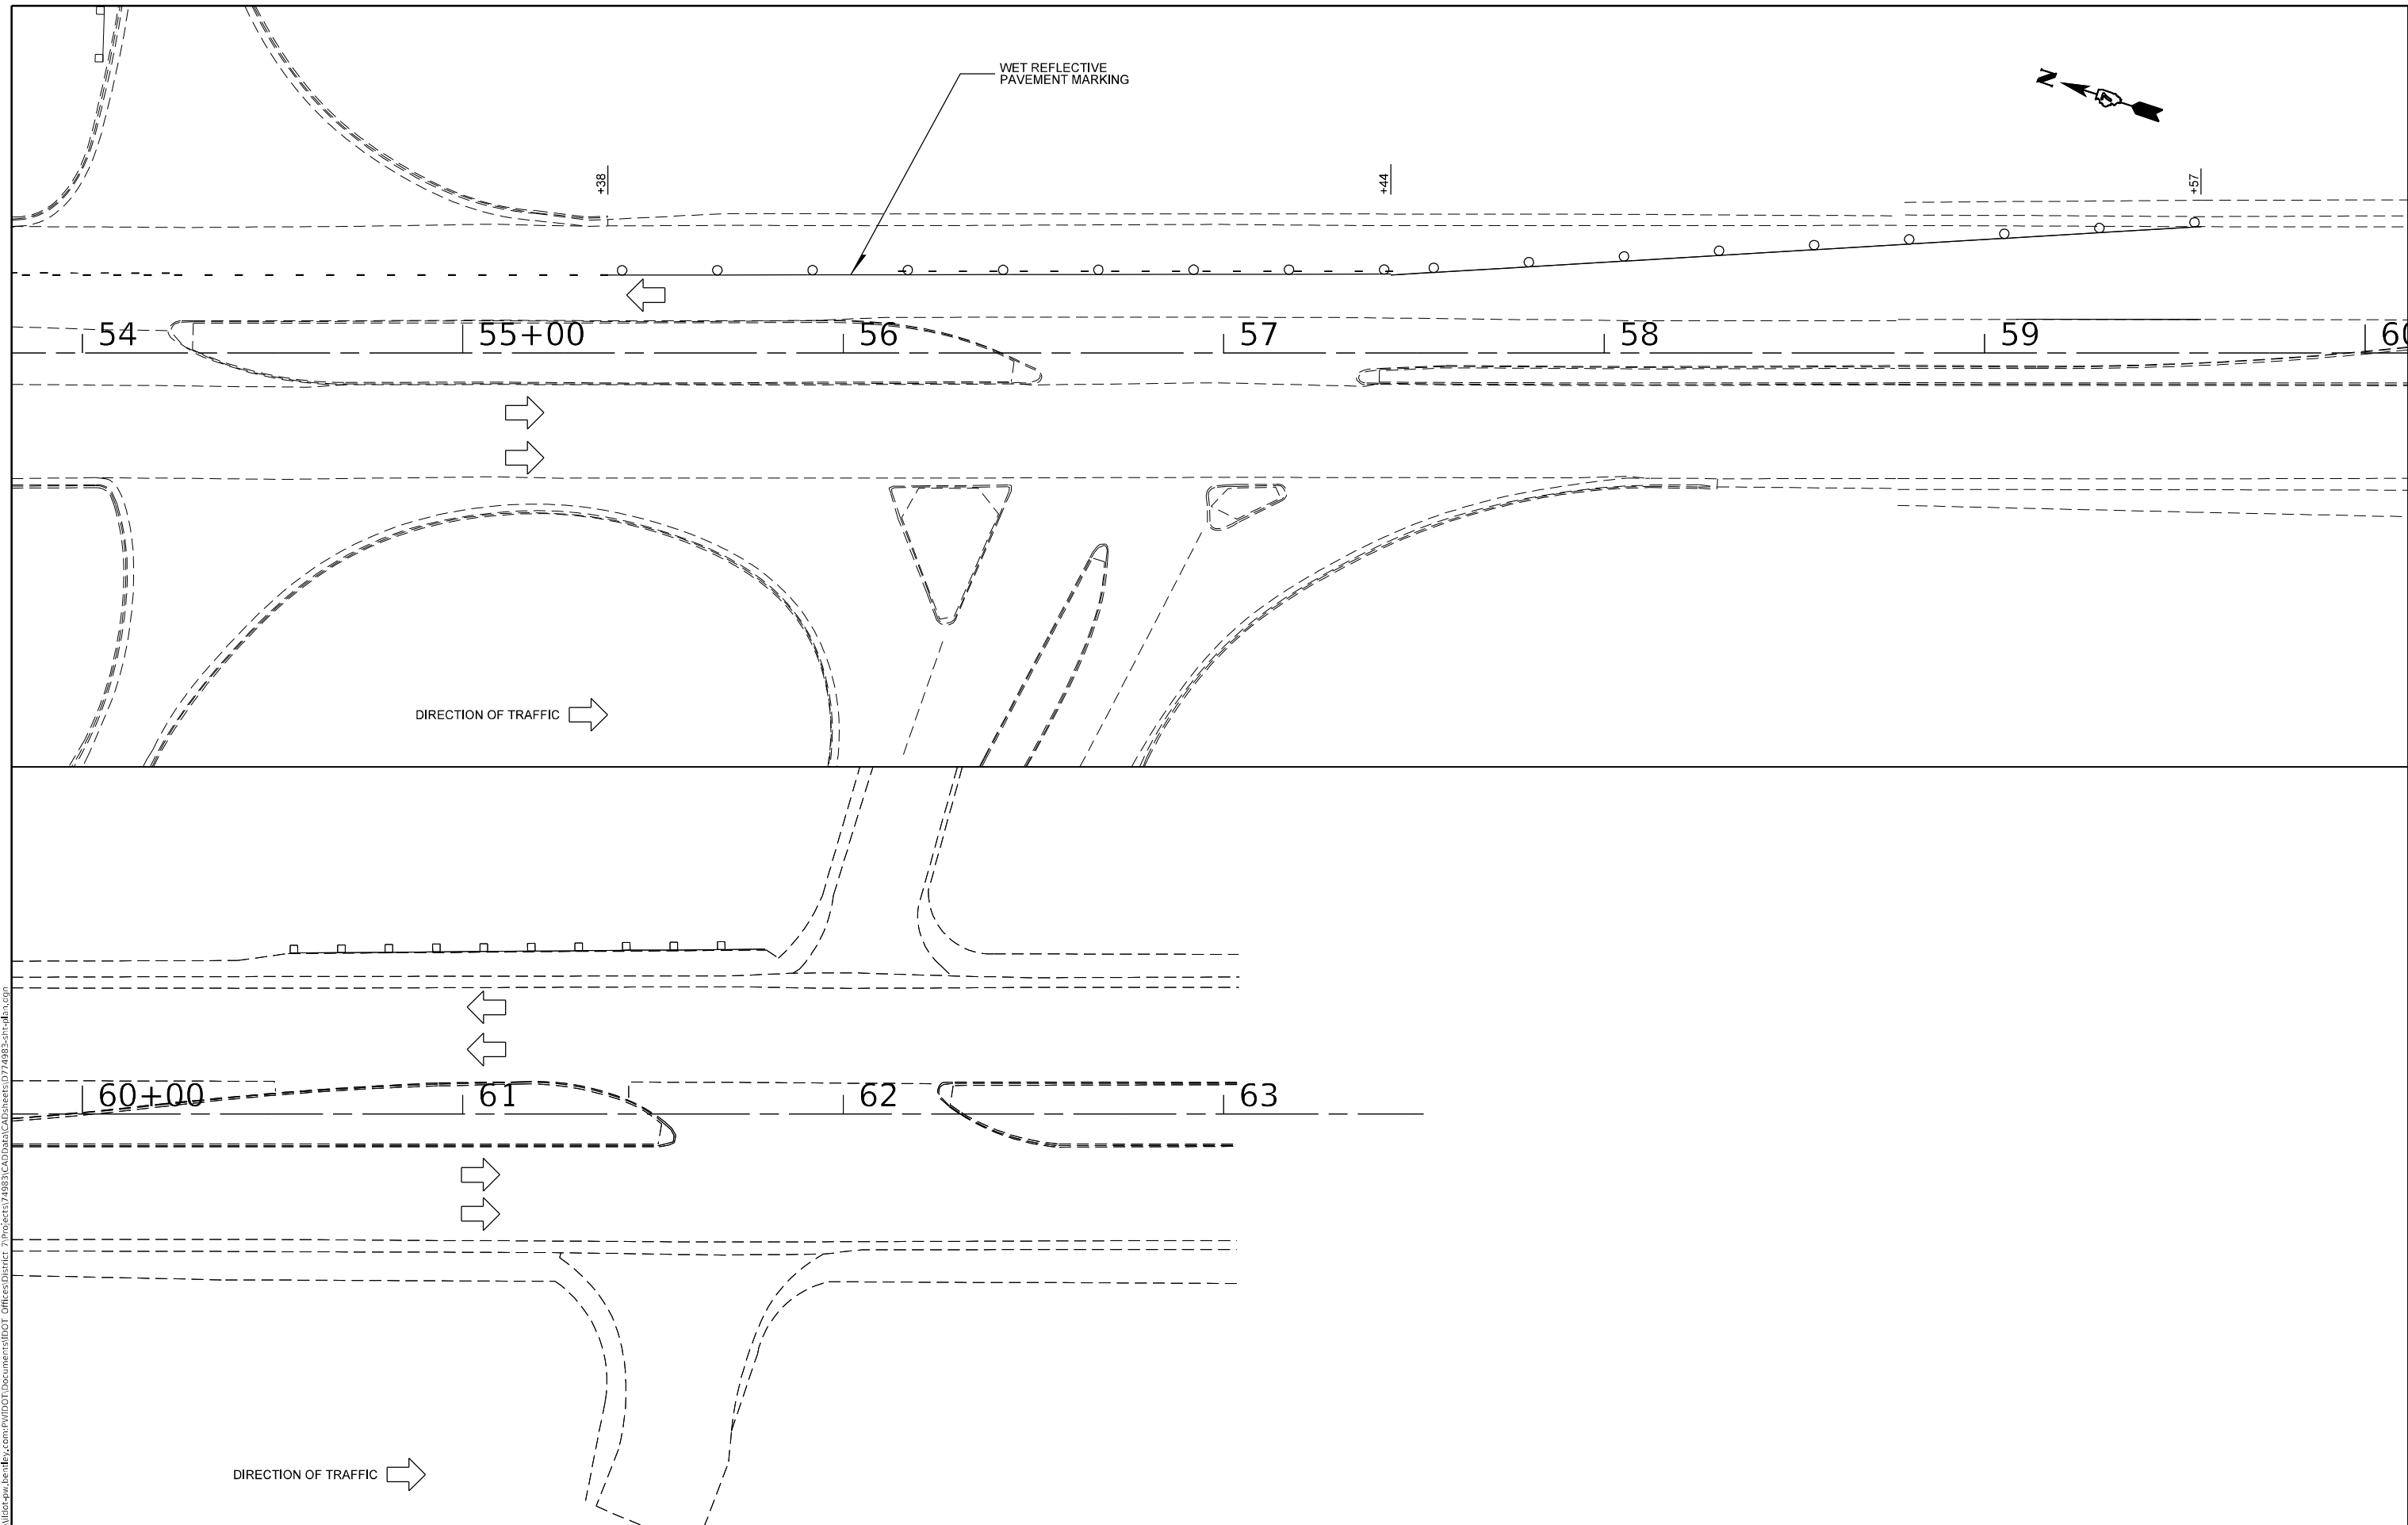 WET REFLECTIVE
PAVEMENT MARKING
N
+38
+44
+57
54
55+00
56
57
58
59
60
DIRECTION OF TRAFFIC
60+00
61
62
63
DIRECTION OF TRAFFIC